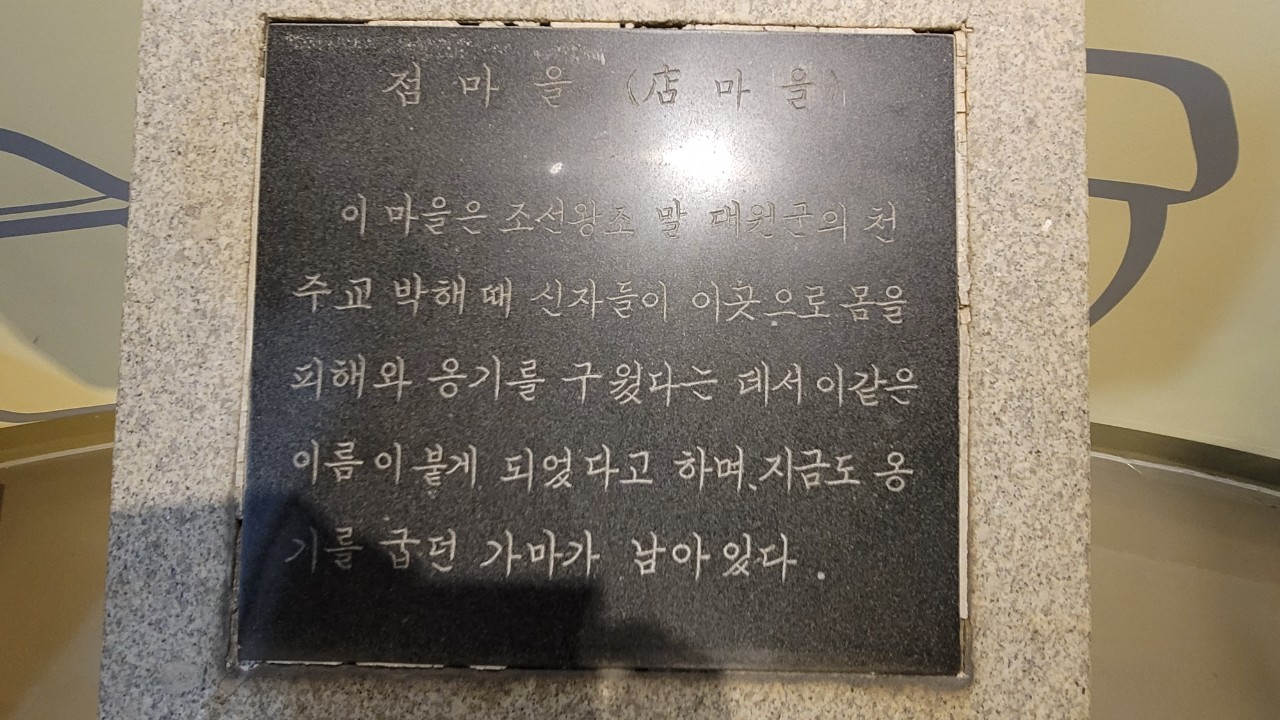 점 마 을 (店 마 을)
이 마을은 조선왕조 말 대원군의 천
주교 박해 때 신자들이 이곳으로 몸을
피해와 옹기를 구웠다는 데서 이같은
이름이 붙게 되었다고 하며, 지금도 옹
기를 굽던 가마가 남아있다.